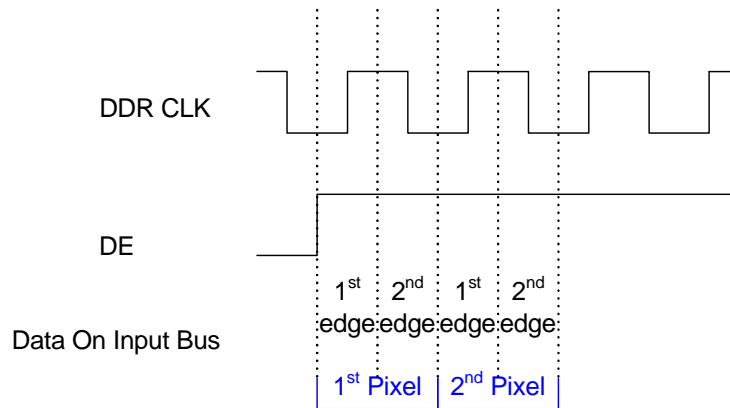 DDR CLK
DE
1st 2nd 1st 2nd
edge edge edge edge
Data On Input Bus
1st Pixel 2nd Pixel